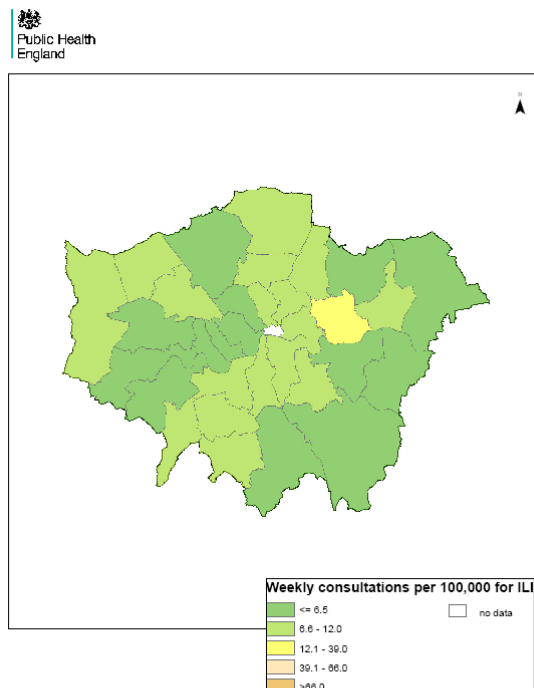 Public Health
England
N
Weekly consultations per 100,000 for ILI
<= 6.5
no data
6.6 - 12.0
12.1 - 39.0
39.1 - 66.0
>66.0